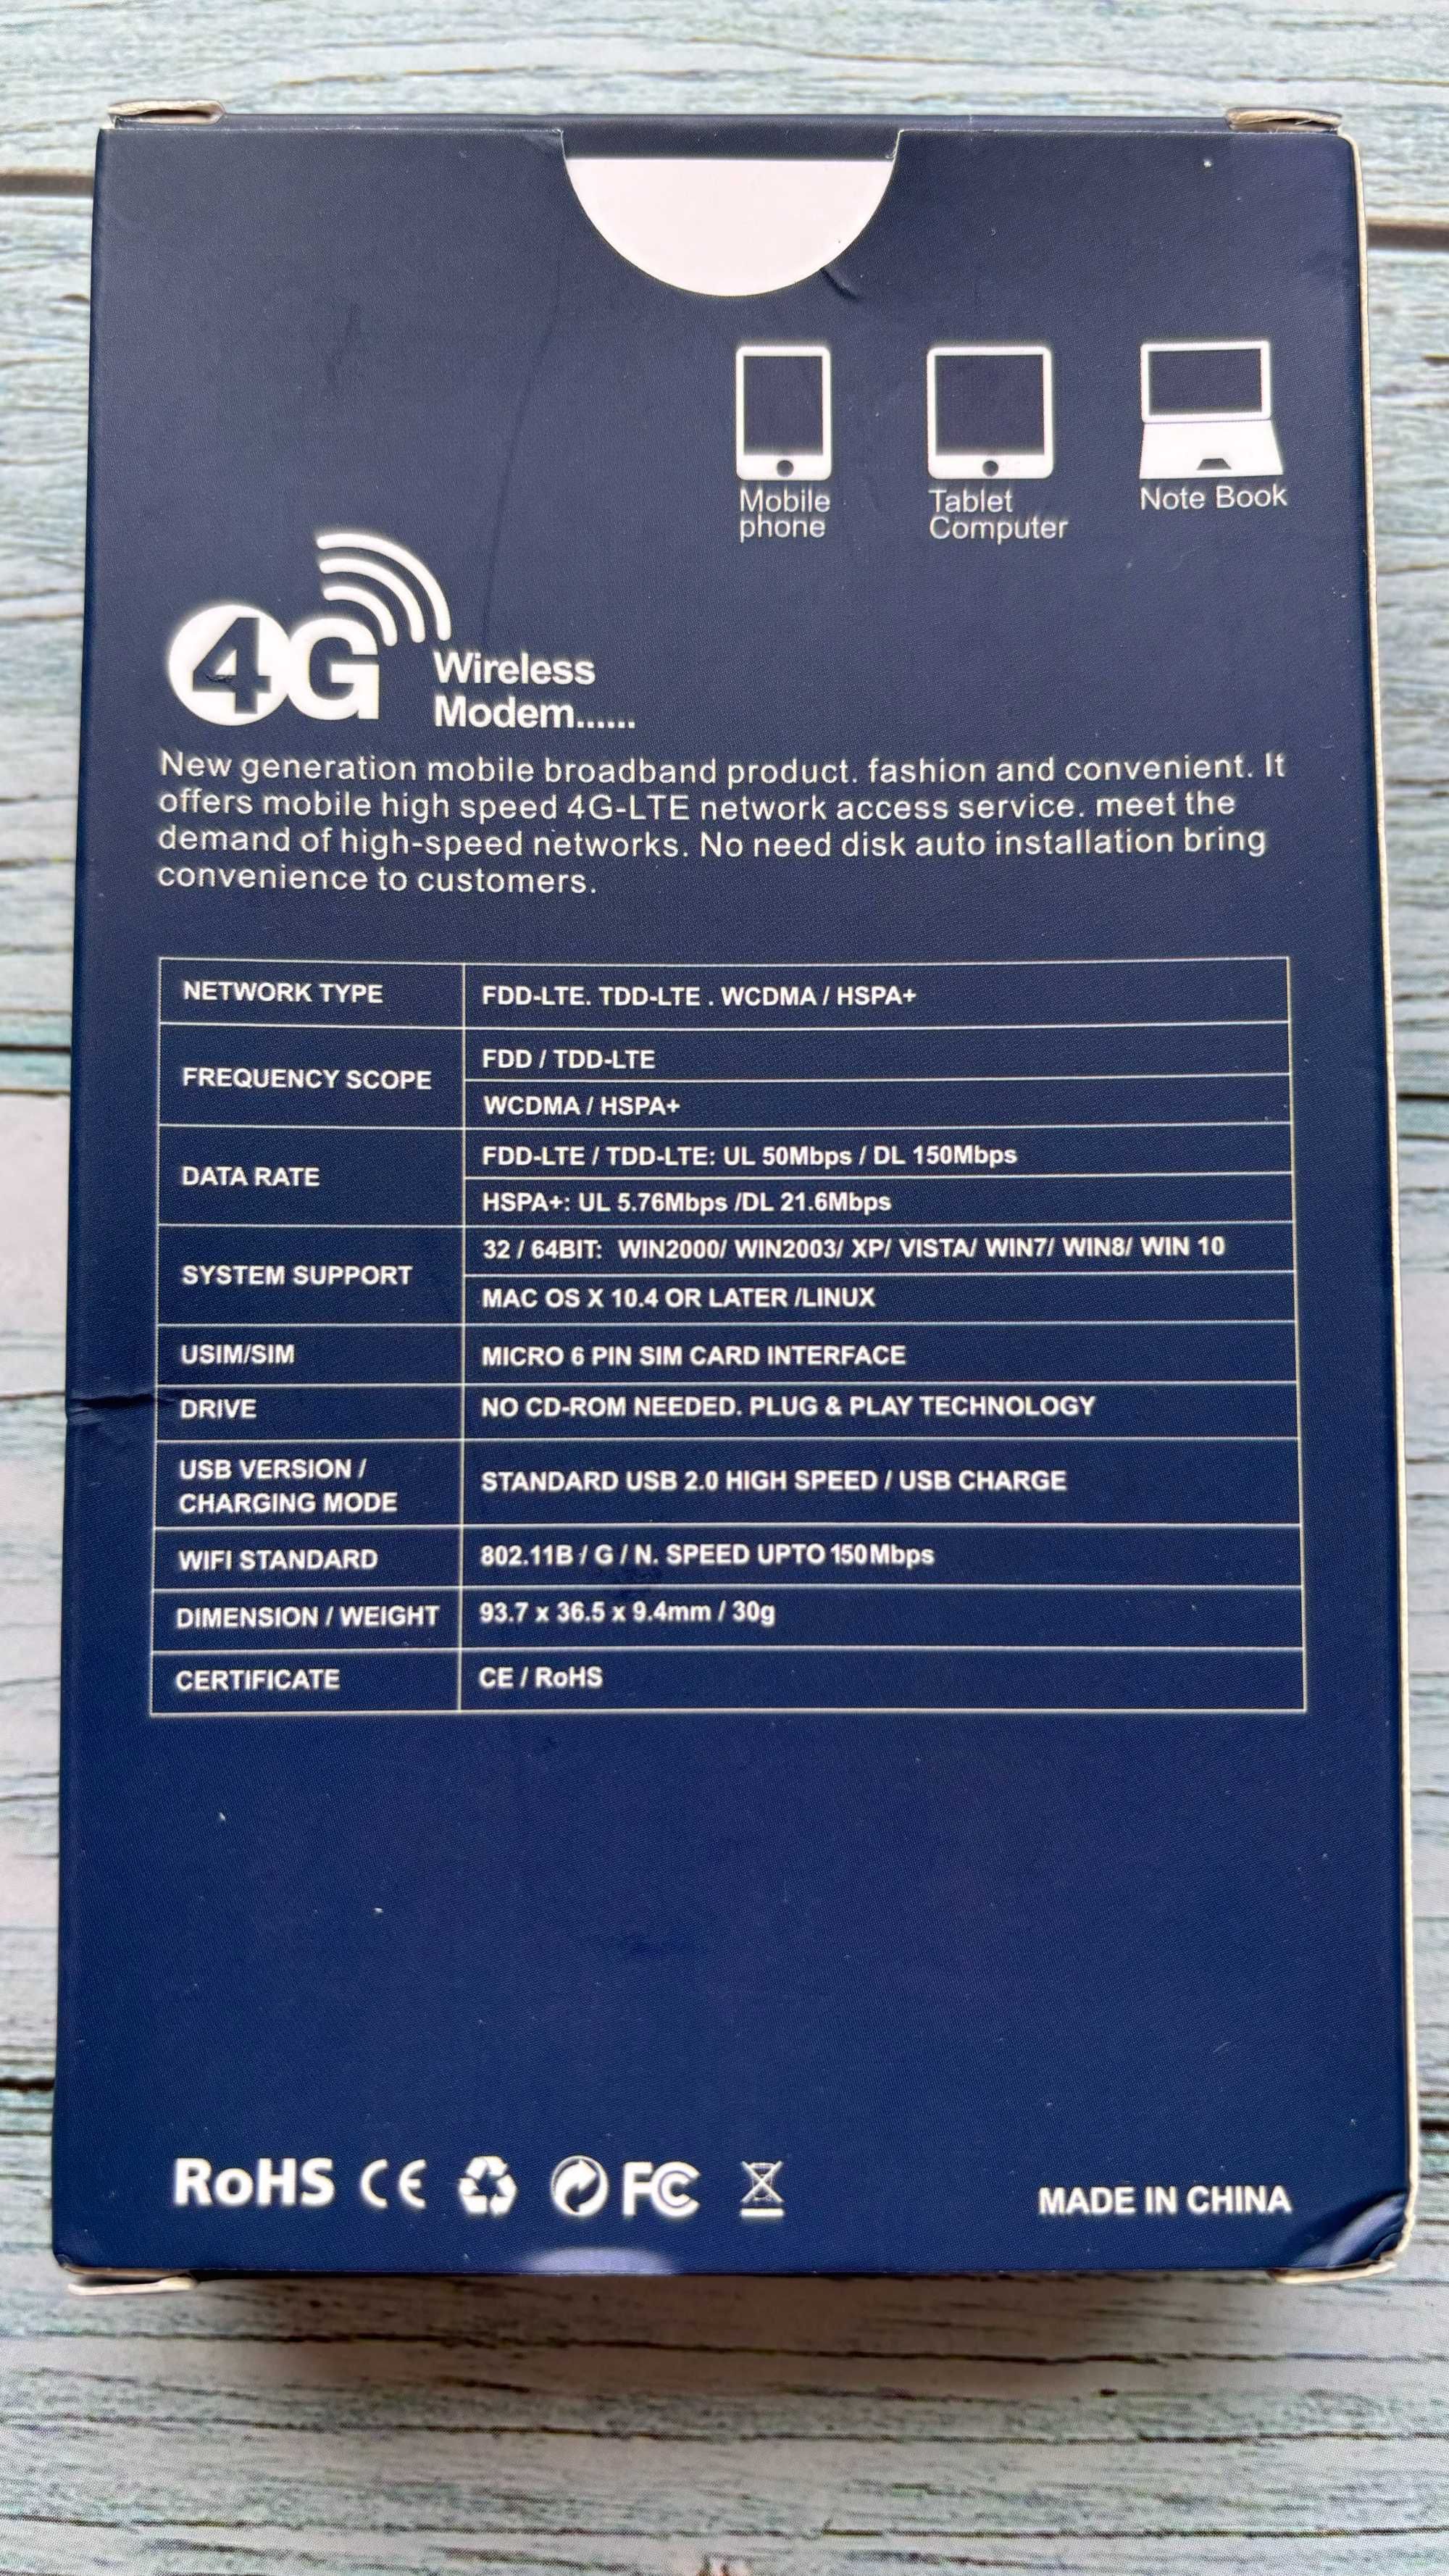 Mobile
phone
Tablet
Computer
Note Book
4G
Wireless
Modem......
New generation mobile broadband product. fashion and convenient. It
offers mobile high speed 4G-LTE network access service. meet the
demand of high-speed networks. No need disk auto installation bring
convenience to customers.
NETWORK TYPE
FDD-LTE. TDD-LTE . WCDMA / HSPA+
FREQUENCY SCOPE
FDD / TDD-LTE
WCDMA / HSPA+
DATA RATE
FDD-LTE / TDD-LTE: UL 50Mbps / DL 150Mbps
HSPA+: UL 5.76Mbps /DL 21.6Mbps
SYSTEM SUPPORT
32 / 64BIT: WIN2000/ WIN2003/ XP/ VISTA/ WIN7/ WIN8/ WIN 10
MAC OS X 10.4 OR LATER /LINUX
USIM/SIM
MICRO 6 PIN SIM CARD INTERFACE
DRIVE
NO CD-ROM NEEDED. PLUG & PLAY TECHNOLOGY
USB VERSION /
CHARGING MODE
STANDARD USB 2.0 HIGH SPEED / USB CHARGE
WIFI STANDARD
802.11B / G / N. SPEED UPTO 150Mbps
DIMENSION / WEIGHT
93.7 x 36.5 x 9.4mm / 30g
CERTIFICATE
CE / RoHS
RoHS CE FC
MADE IN CHINA